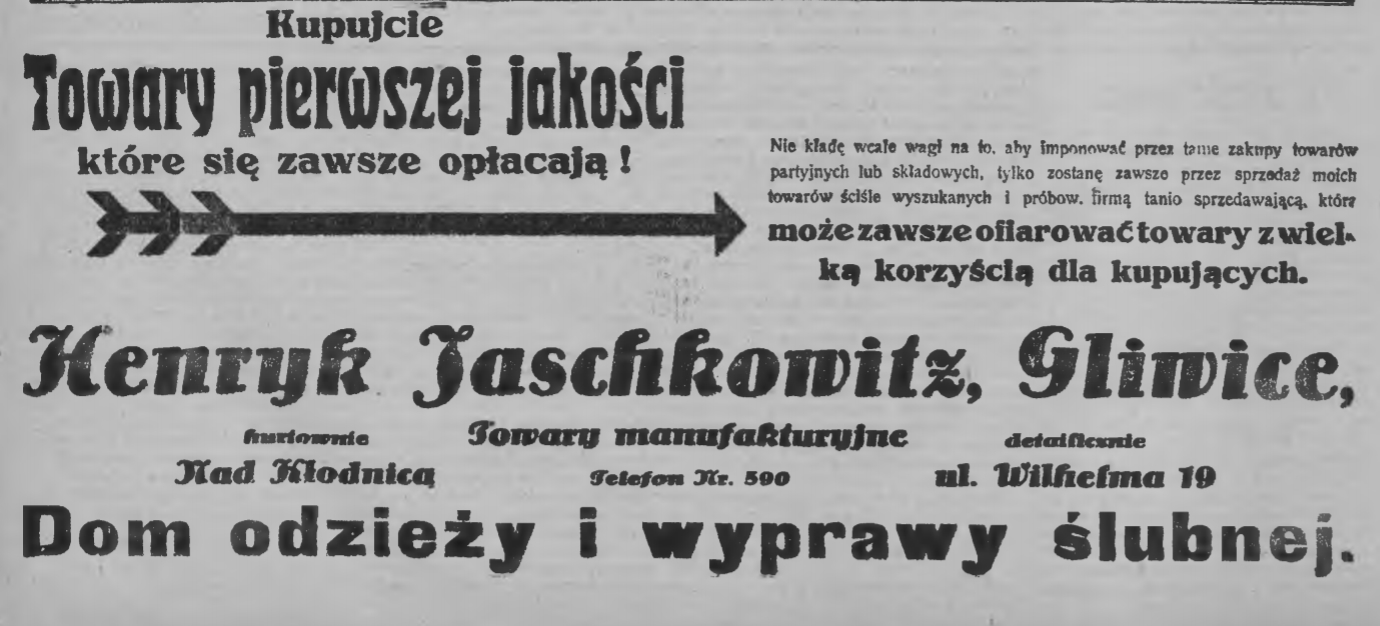 Kupujcie
Towary pierwszej jakości
które się zawsze opłacają !
Nie kładę wcale wagi na to, aby imponować przez tanie zakupy towarów
partyjnych lub składowych, tylko zostanę zawsze przez sprzedaż moich
towarów ściśle wyszukanych i próbow. firmą tanio sprzedawającą, która
może zawsze ofiarować towary z wiel-
ką korzyścią dla kupujących.
Henryk Jaschkowitz, Gliwice,
hurtownie Towary manufakturyjne detailicznie
Nad Kłodnicą Telefon Nr. 590 ul. Wilhelma 19
Dom odzieży i wyprawy ślubnej.